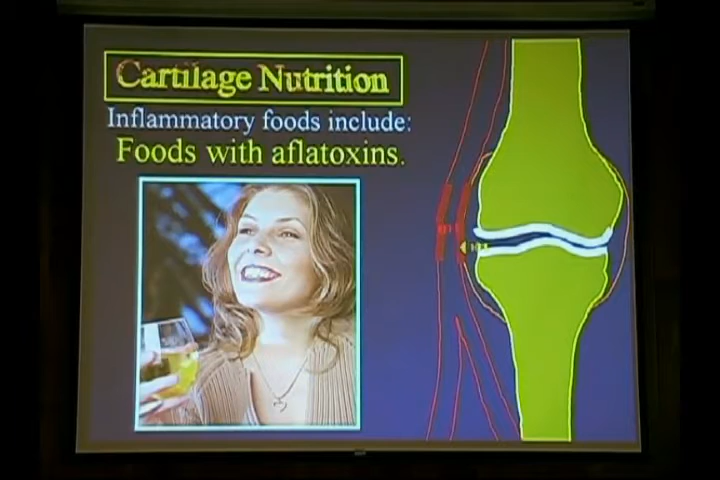 Cartilage Nutrition
Inflammatory foods include:
Foods with aflatoxins.